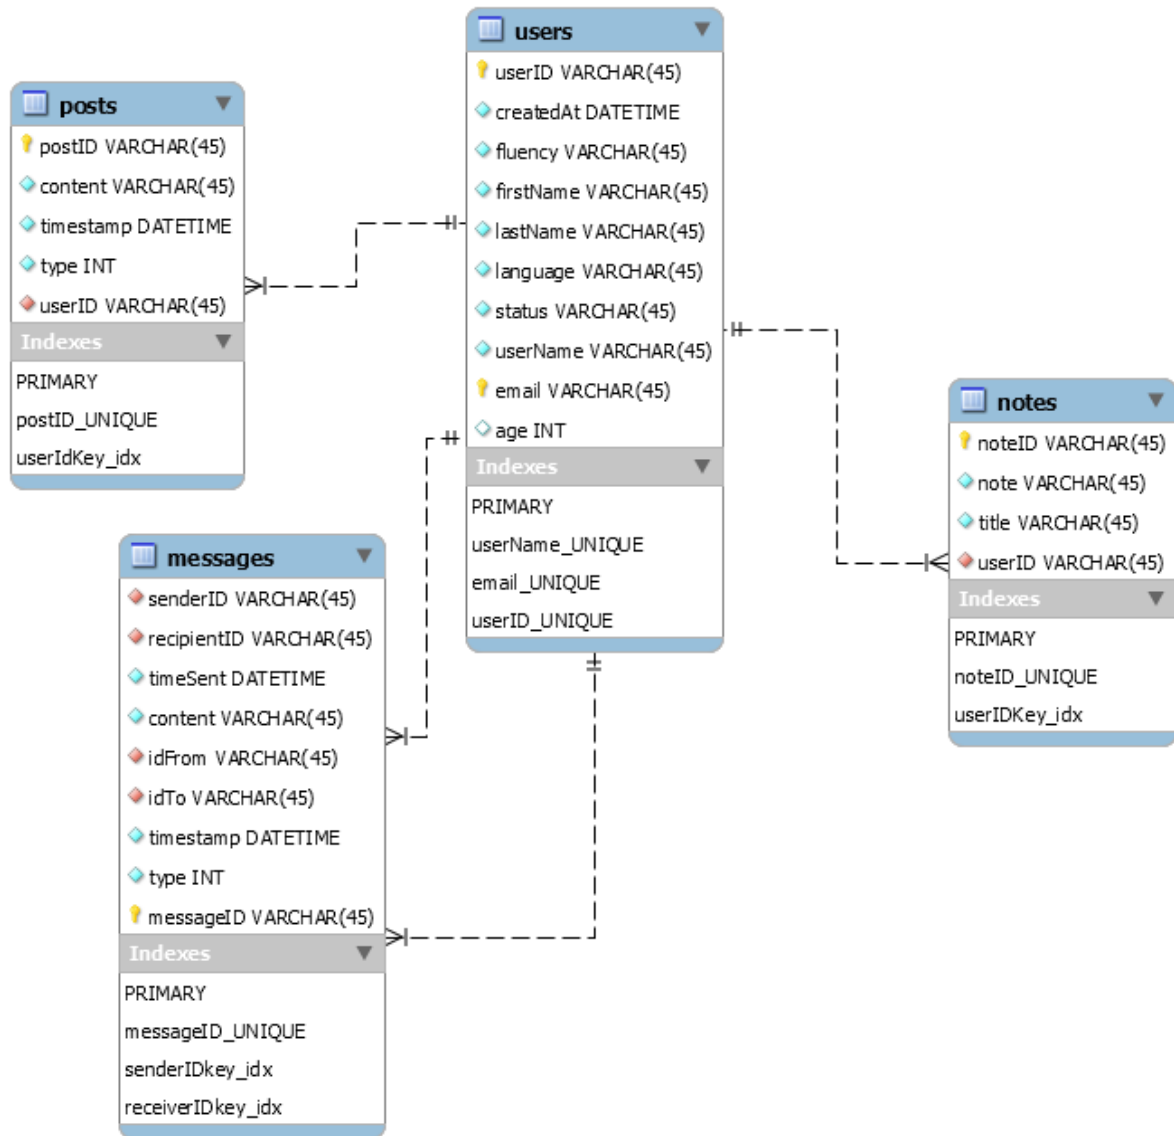 users
userID VARCHAR(45)
createdAt DATETIME
fluency VARCHAR(45)
firstName VARCHAR(45)
lastName VARCHAR(45)
language VARCHAR(45)
status VARCHAR(45)
userName VARCHAR(45)
email VARCHAR(45)
age INT
Indexes
PRIMARY
userName_UNIQUE
email_UNIQUE
userID_UNIQUE
posts
postID VARCHAR(45)
content VARCHAR(45)
timestamp DATETIME
type INT
userID VARCHAR(45)
Indexes
PRIMARY
postID_UNIQUE
userIdKey_idx
notes
noteID VARCHAR(45)
note VARCHAR(45)
title VARCHAR(45)
userID VARCHAR(45)
Indexes
PRIMARY
noteID_UNIQUE
userIDKey_idx
messages
senderID VARCHAR(45)
recipientID VARCHAR(45)
timeSent DATETIME
content VARCHAR(45)
idFrom VARCHAR(45)
idTo VARCHAR(45)
timestamp DATETIME
type INT
messageID VARCHAR(45)
Indexes
PRIMARY
messageID_UNIQUE
senderIDkey_idx
receiverIDkey_idx